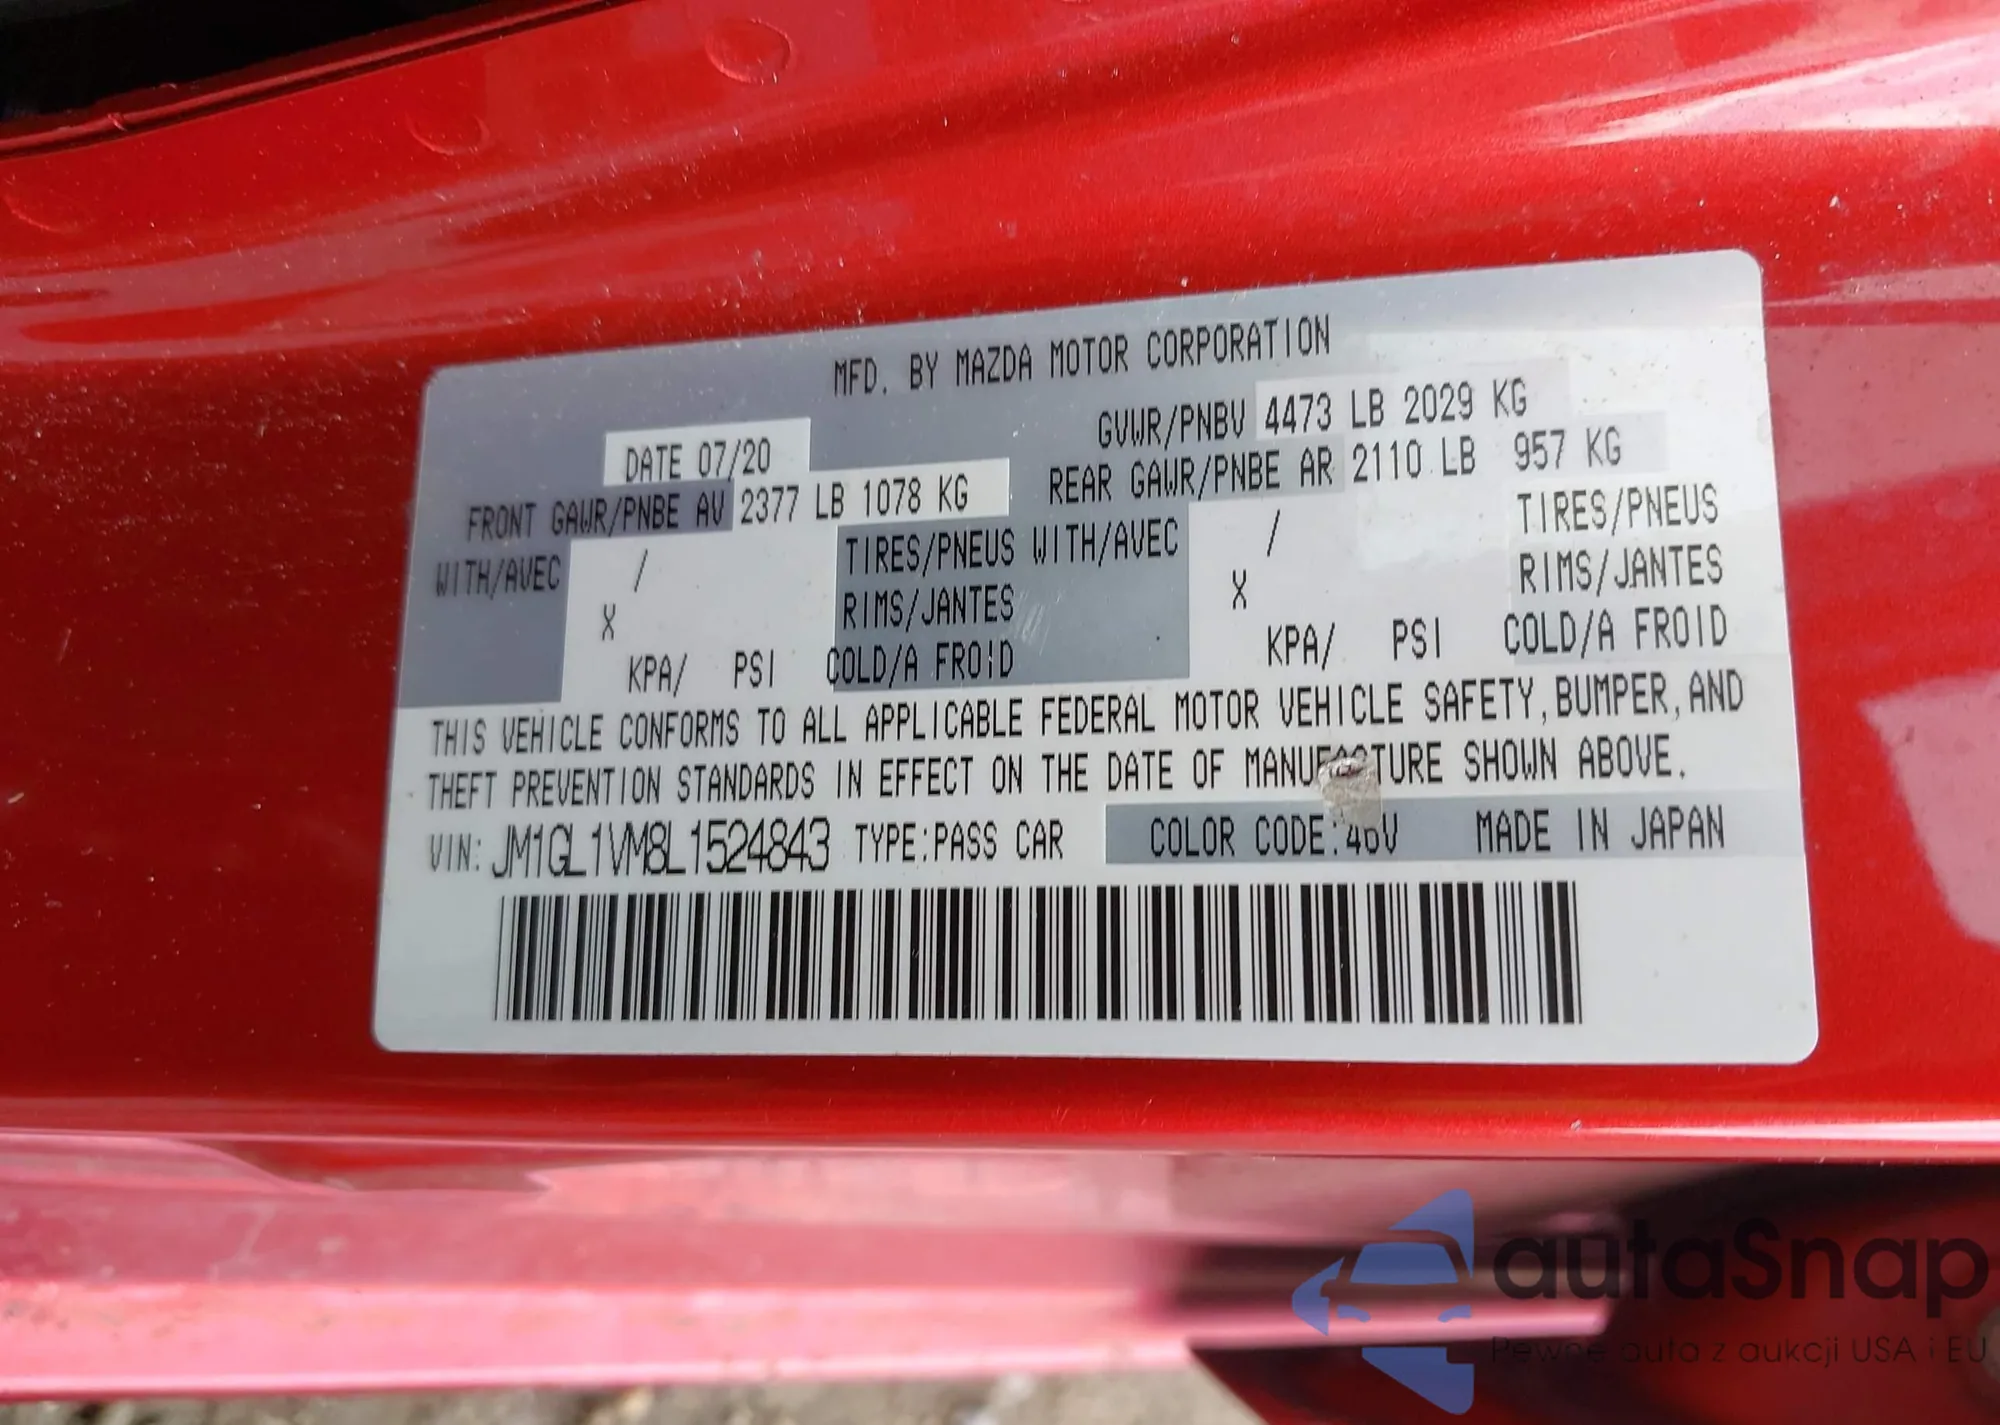 MFD. BY MAZDA MOTOR CORPORATION
DATE 07/20 GVWR/PNBV 4473 LB 2029 KG
FRONT GAWR/PNBE AV 2377 LB 1078 KG REAR GAWR/PNBE AR 2110 LB 957 KG
WITH/AVEC / TIRES/PNEUS WITH/AVEC / TIRES/PNEUS
X RIMS/JANTES X RIMS/JANTES
KPA/ PSI COLD/A FROID KPA/ PSI COLD/A FROID
THIS VEHICLE CONFORMS TO ALL APPLICABLE FEDERAL MOTOR VEHICLE SAFETY, BUMPER, AND
THEFT PREVENTION STANDARDS IN EFFECT ON THE DATE OF MANUFACTURE SHOWN ABOVE.
VIN: JM1GL1VM8L1524843 TYPE:PASS CAR COLOR CODE:46V MADE IN JAPAN
autaSnap
Pewne auta z aukcji USA i EU